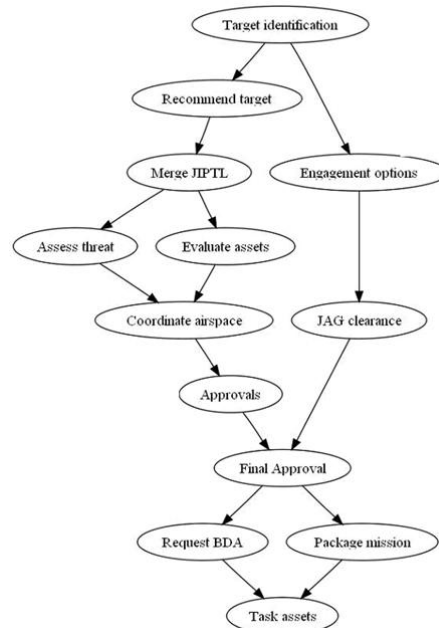 Target identification
Recommend target
Merge JIPTL
Engagement options
Assess threat
Evaluate assets
Coordinate airspace
JAG clearance
Approvals
Final Approval
Request BDA
Package mission
Task assets